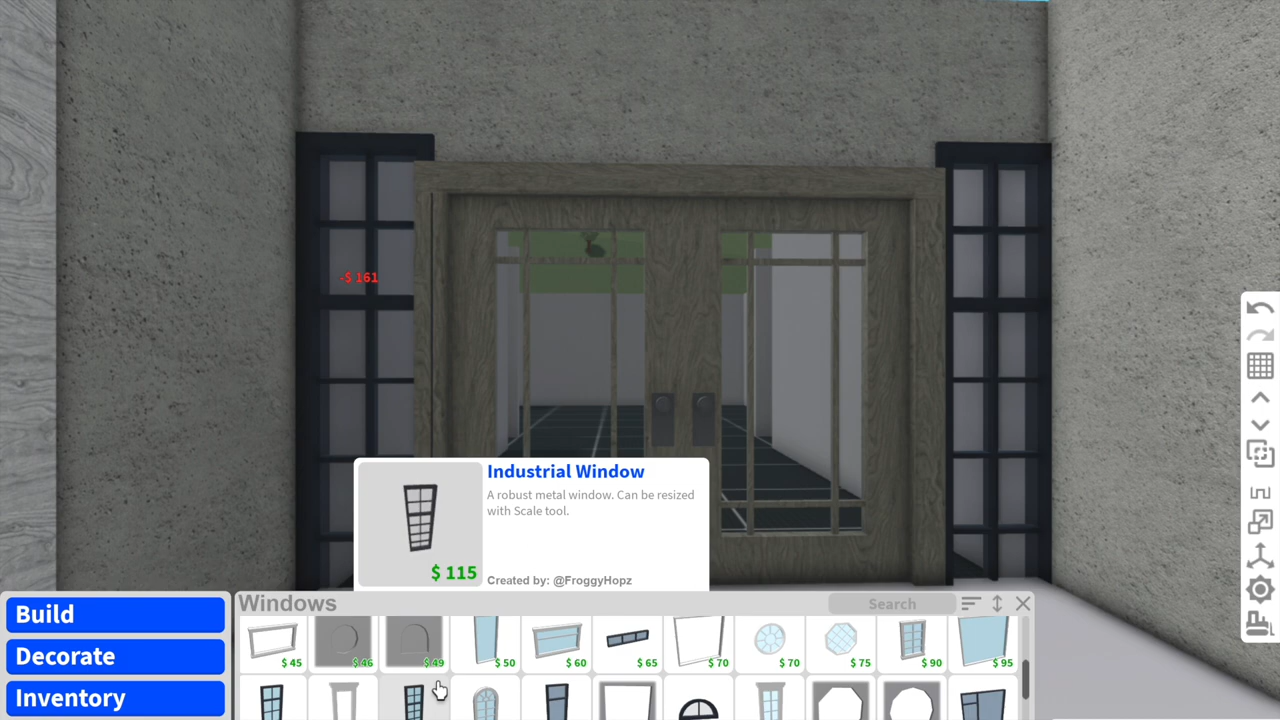 -$ 161
Industrial Window
A robust metal window. Can be resized
with Scale tool.
$ 115
Created by: @FroggyHopz
Build
Decorate
Inventory
Windows
Search
$ 45
$ 46
$ 49
$ 50
$ 60
$ 65
$ 70
$ 70
$ 75
$ 90
$ 95